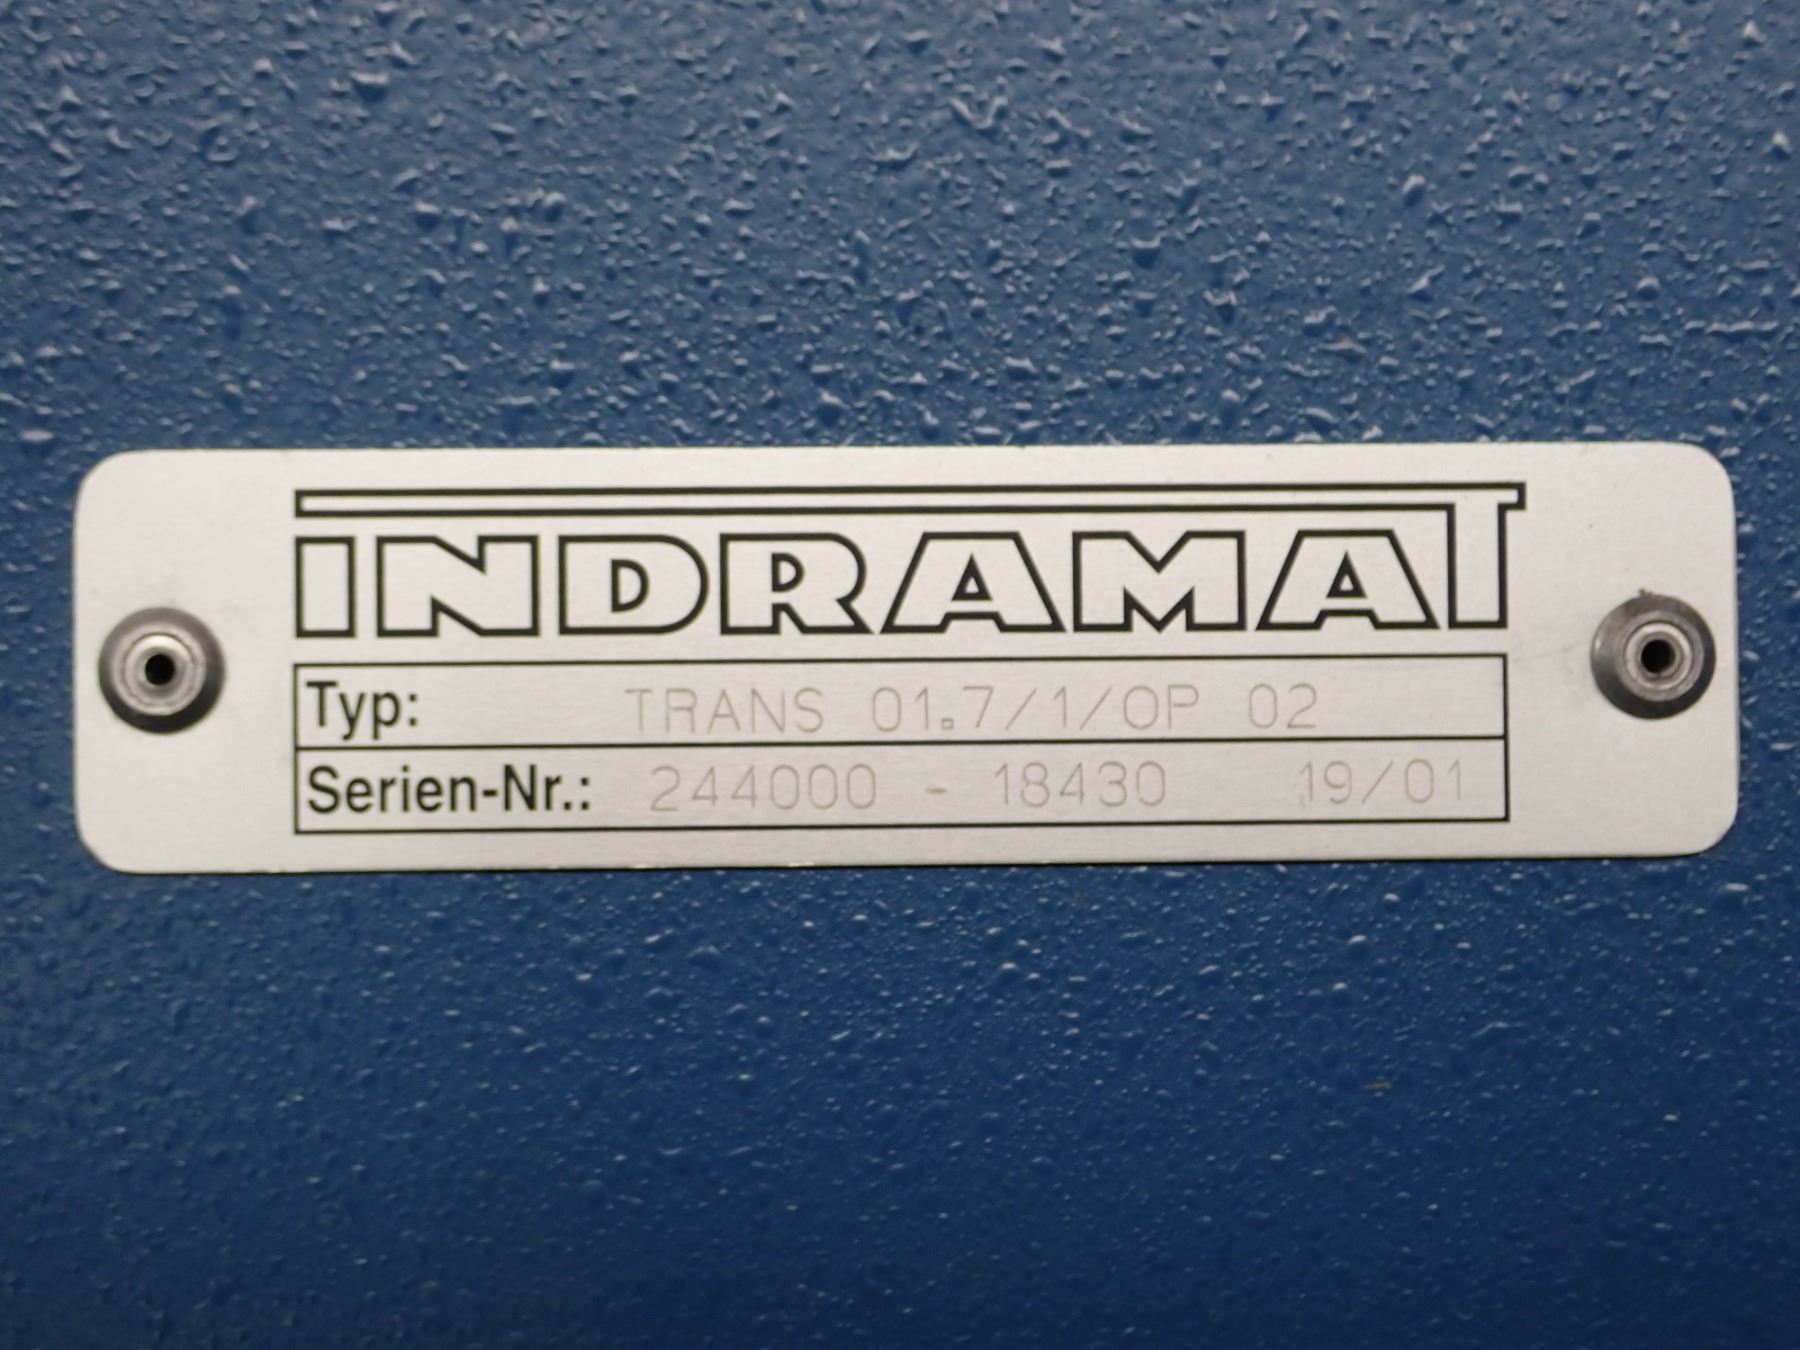 INDRAMAT
Typ: TRANS 01.7/1/OP 02
Serien-Nr.: 244000 - 18430 19/01